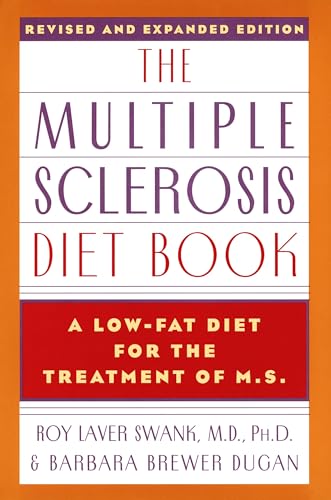 REVISED AND EXPANDED EDITION
THE
MULTIPLE
SCLEROSIS
DIET BOOK
A LOW-FAT DIET
FOR THE
TREATMENT OF M.S.
ROY LAVER SWANK, M.D., PH.D.
& BARBARA BREWER DUGAN